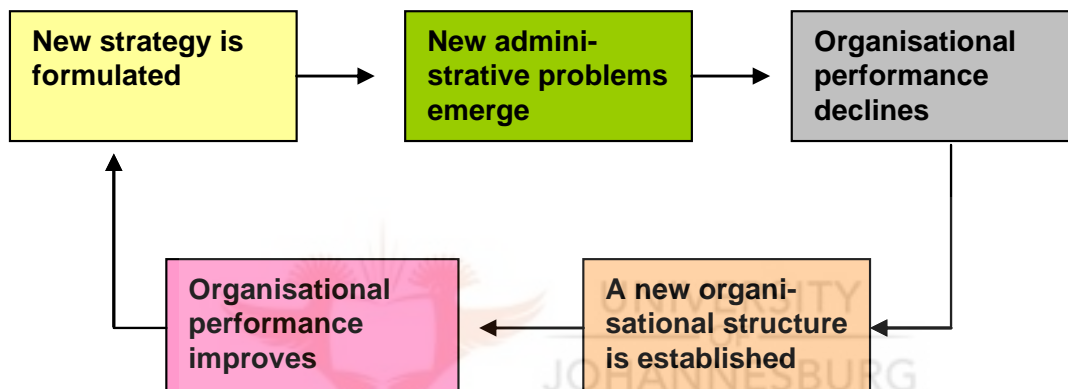 New strategy is
formulated
New admini-
strative problems
emerge
Organisational
performance
declines
Organisational
performance
improves
A new organi-
sational structure
is established
UNIVERSITY
OF
JOHANNESBURG